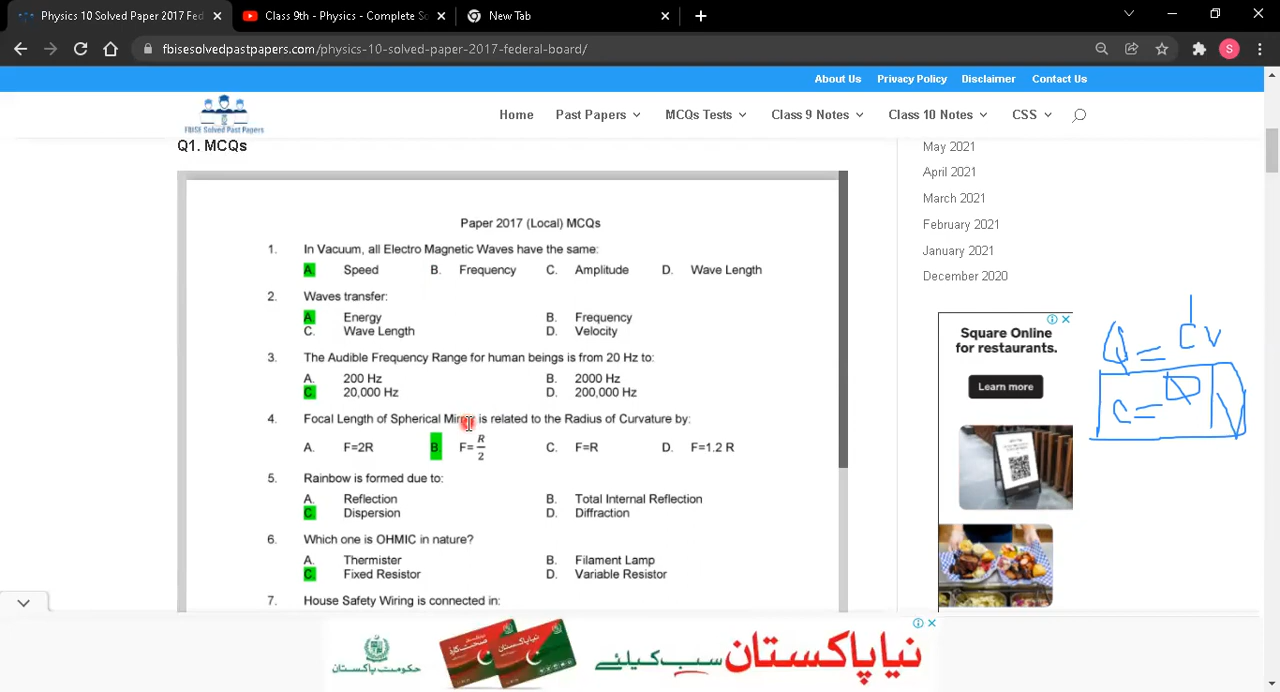 Physics 10 Solved Paper 2017 Fed
Class 9th - Physics - Complete So
New Tab
fbisesolvedpastpapers.com/physics-10-solved-paper-2017-federal-board/
S
About Us Privacy Policy Disclaimer Contact Us
FBISE Solved Past Papers
Home Past Papers MCQs Tests Class 9 Notes Class 10 Notes CSS
Q1. MCQs
Paper 2017 (Local) MCQs
1. In Vacuum, all Electro Magnetic Waves have the same:
A. Speed B. Frequency C. Amplitude D. Wave Length
2. Waves transfer:
A. Energy B. Frequency
C. Wave Length D. Velocity
3. The Audible Frequency Range for human beings is from 20 Hz to:
A. 200 Hz B. 2000 Hz
C 20,000 Hz D. 200,000 Hz
4. Focal Length of Spherical Mirror is related to the Radius of Curvature by:
A. F=2R B. F=R/2 C. F=R D. F=1.2 R
5. Rainbow is formed due to:
A. Reflection B. Total Internal Reflection
C. Dispersion D. Diffraction
6. Which one is OHMIC in nature?
A. Thermister B. Filament Lamp
C Fixed Resistor D. Variable Resistor
7. House Safety Wiring is connected in:
May 2021
April 2021
March 2021
February 2021
January 2021
December 2020
Square Online
for restaurants.
Learn more
Q = CV
حکومت پاکستان
نیا پاکستان سب کیلئے